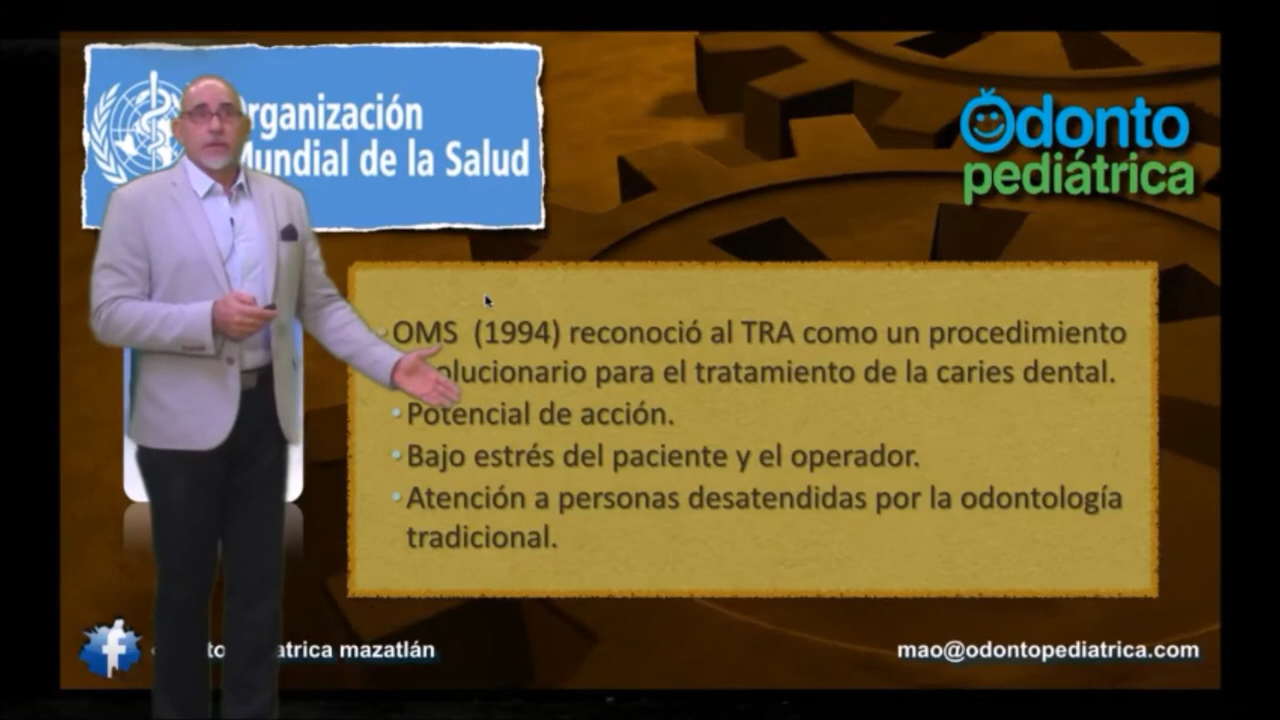 rganización
undial de la Salud
Odonto
pediátrica
OMS (1994) reconoció al TRA como un procedimiento
olucionario para el tratamiento de la caries dental.
• Potencial de acción.
• Bajo estrés del paciente y el operador.
• Atención a personas desatendidas por la odontología
tradicional.
atrica mazatlán
mao@odontopediatrica.com